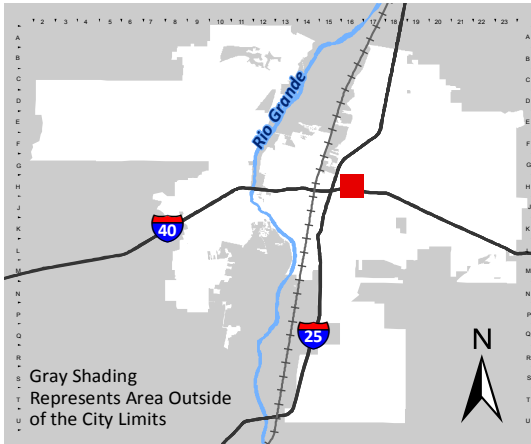 2 3 4 5 6 7 8 9 10 11 12 13 14 15 16 17 18 19 20 21 22 23
A A
B B
C C
D D
E E
F F
G G
H H
J J
K K
L L
M M
N N
P P
Q Q
R R
S S
T T
U U
Rio Grande
40
25
N
Gray Shading
Represents Area Outside
of the City Limits